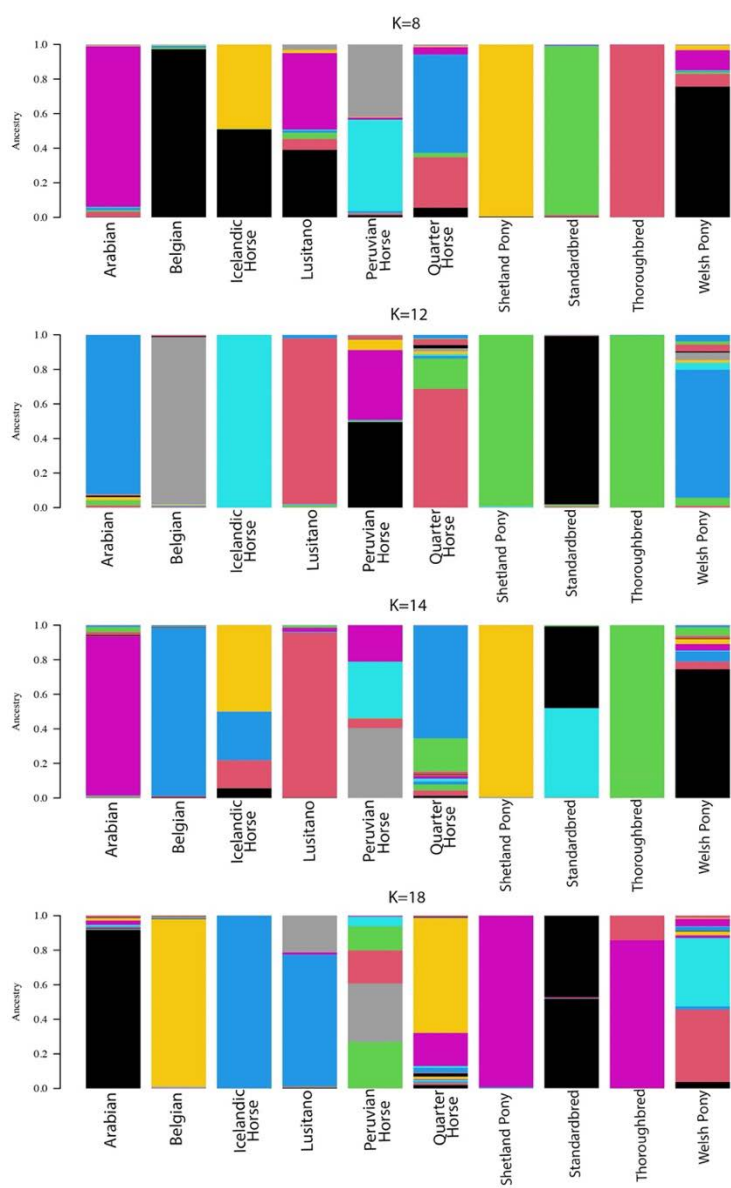 K=8
1.0
0.8
0.6
0.4
0.2
0.0
Ancestry
Arabian
Belgian
Icelandic
Horse
Lusitano
Peruvian
Horse
Quarter
Horse
Shetland Pony
Standardbred
Thoroughbred
Welsh Pony
K=12
1.0
0.8
0.6
0.4
0.2
0.0
Ancestry
Arabian
Belgian
Icelandic
Horse
Lusitano
Peruvian
Horse
Quarter
Horse
Shetland Pony
Standardbred
Thoroughbred
Welsh Pony
K=14
1.0
0.8
0.6
0.4
0.2
0.0
Ancestry
Arabian
Belgian
Icelandic
Horse
Lusitano
Peruvian
Horse
Quarter
Horse
Shetland Pony
Standardbred
Thoroughbred
Welsh Pony
K=18
1.0
0.8
0.6
0.4
0.2
0.0
Ancestry
Arabian
Belgian
Icelandic
Horse
Lusitano
Peruvian
Horse
Quarter
Horse
Shetland Pony
Standardbred
Thoroughbred
Welsh Pony